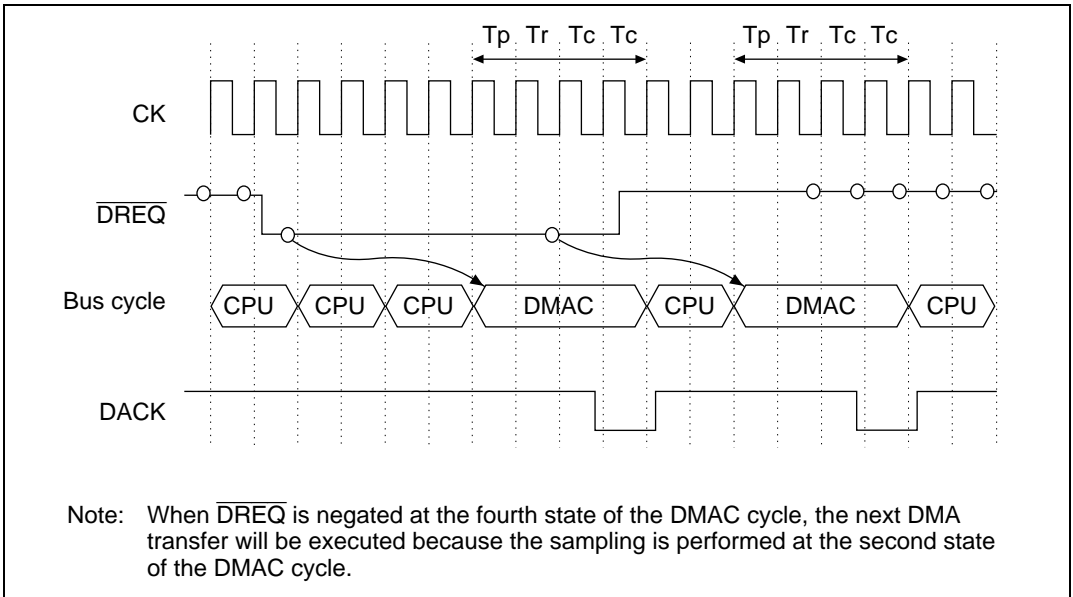 Tp Tr Tc Tc Tp Tr Tc Tc
CK
DREQ
Bus cycle CPU CPU CPU DMAC CPU DMAC CPU
DACK
Note: When DREQ is negated at the fourth state of the DMAC cycle, the next DMA
transfer will be executed because the sampling is performed at the second state
of the DMAC cycle.